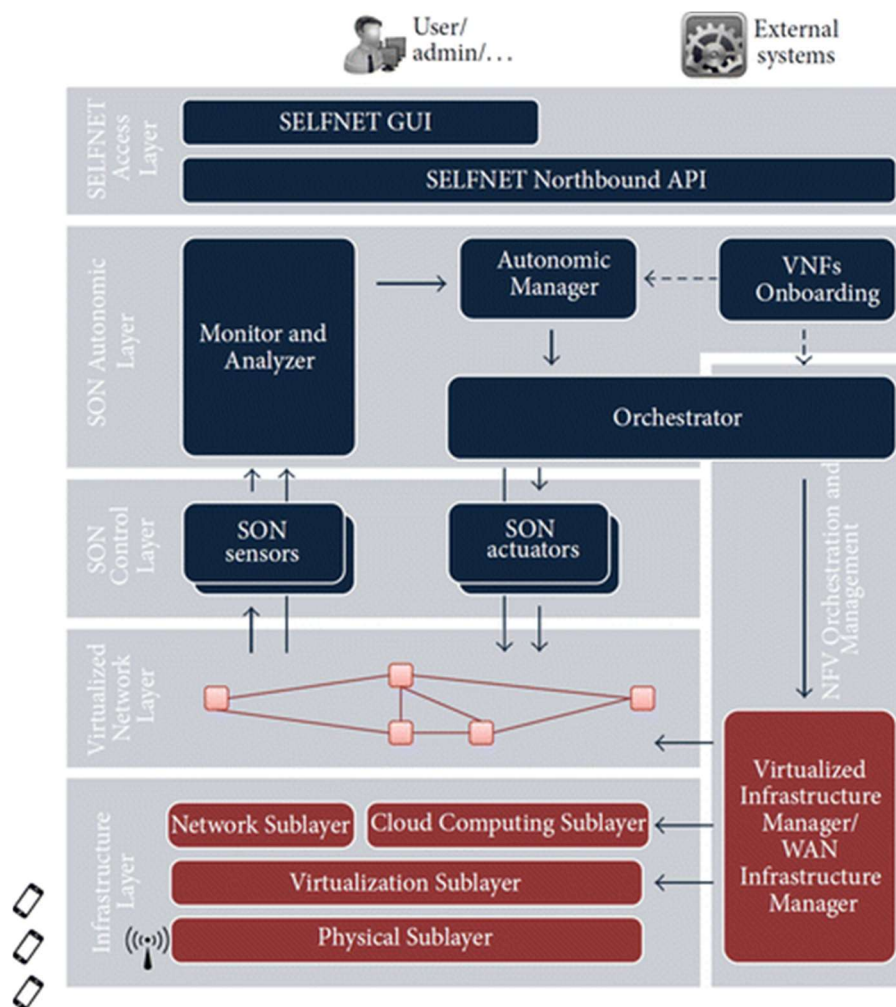 User/
admin/...
External
systems
SELFNET
Access
Layer
SELFNET GUI
SELFNET Northbound API
SON Autonomic
Layer
Monitor and
Analyzer
Autonomic
Manager
VNFs
Onboarding
Orchestrator
SON
Control
Layer
SON
sensors
SON
actuators
NFV Orchestration and
Management
Virtualized
Network
Layer
Virtualized
Infrastructure
Manager/
WAN
Infrastructure
Manager
Infrastructure
Layer
Network Sublayer
Cloud Computing Sublayer
Virtualization Sublayer
Physical Sublayer